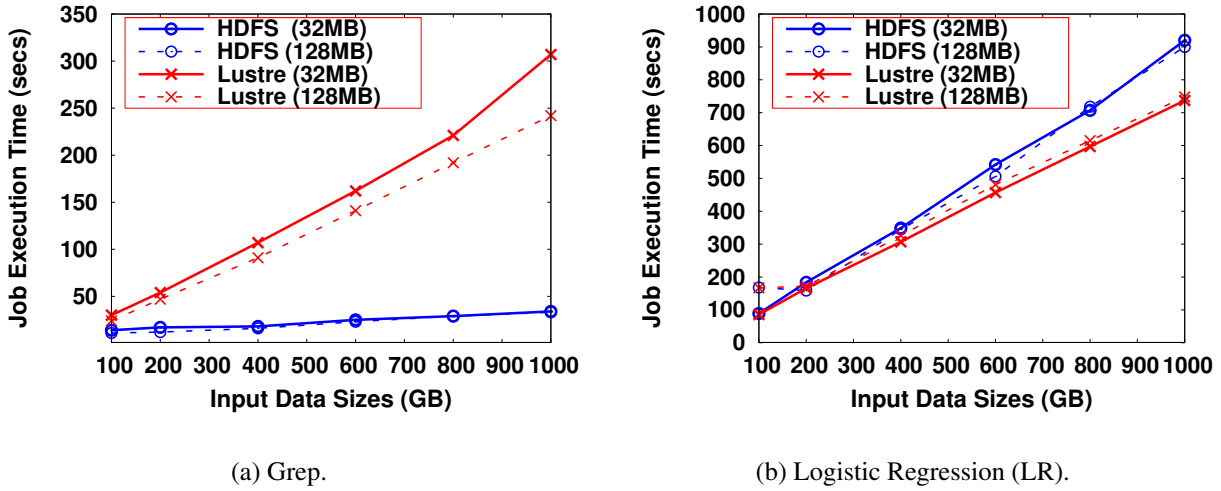 Job Execution Time (secs)
350
300
250
200
150
100
50
HDFS (32MB)
HDFS (128MB)
Lustre (32MB)
Lustre (128MB)
100 200 300 400 500 600 700 800 900 1000
Input Data Sizes (GB)
(a) Grep.
Job Execution Time (secs)
1000
900
800
700
600
500
400
300
200
100
0
HDFS (32MB)
HDFS (128MB)
Lustre (32MB)
Lustre (128MB)
100 200 300 400 500 600 700 800 900 1000
Input Data Sizes (GB)
(b) Logistic Regression (LR).